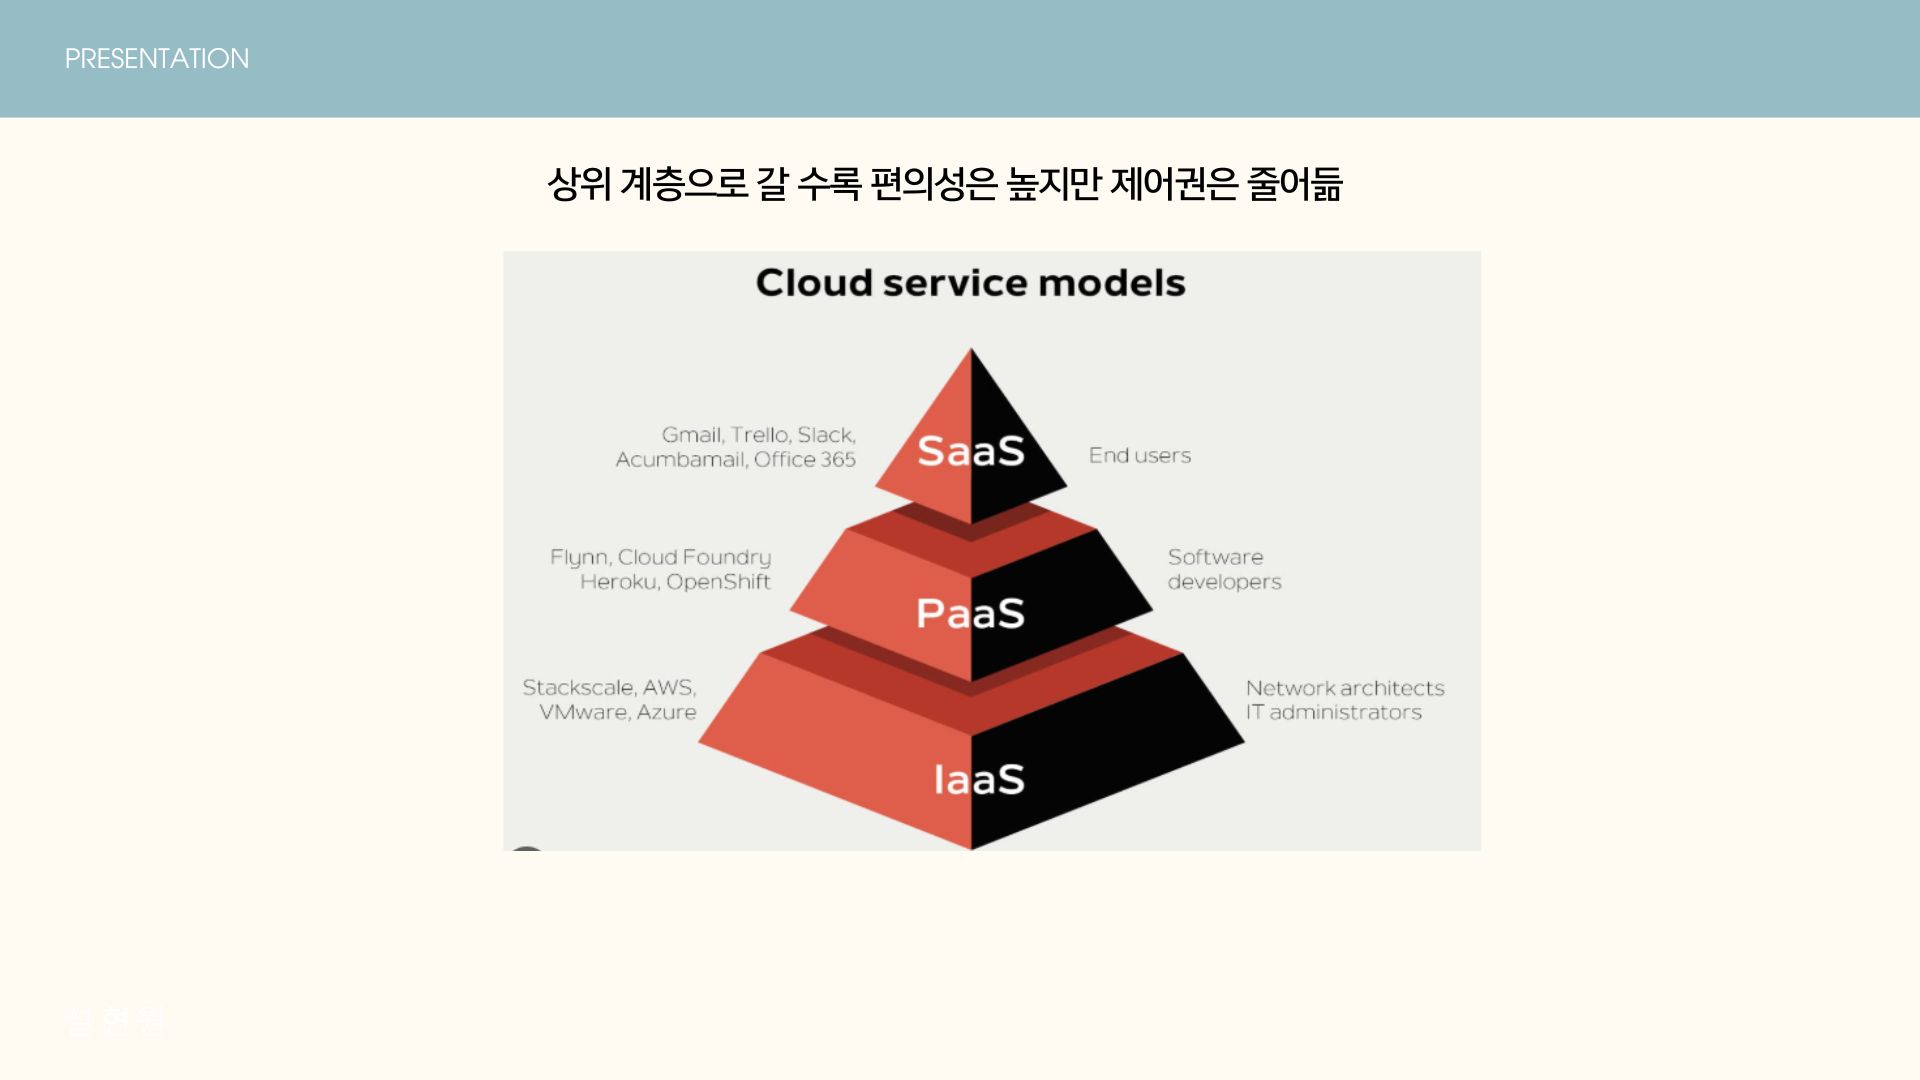 PRESENTATION
상위 계층으로 갈 수록 편의성은 높지만 제어권은 줄어듦
Cloud service models
Gmail, Trello, Slack,
Acumbamail, Office 365
SaaS
End users
Flynn, Cloud Foundry
Heroku, OpenShift
PaaS
Software
developers
Stackscale, AWS,
VMware, Azure
IaaS
Network architects
IT administrators